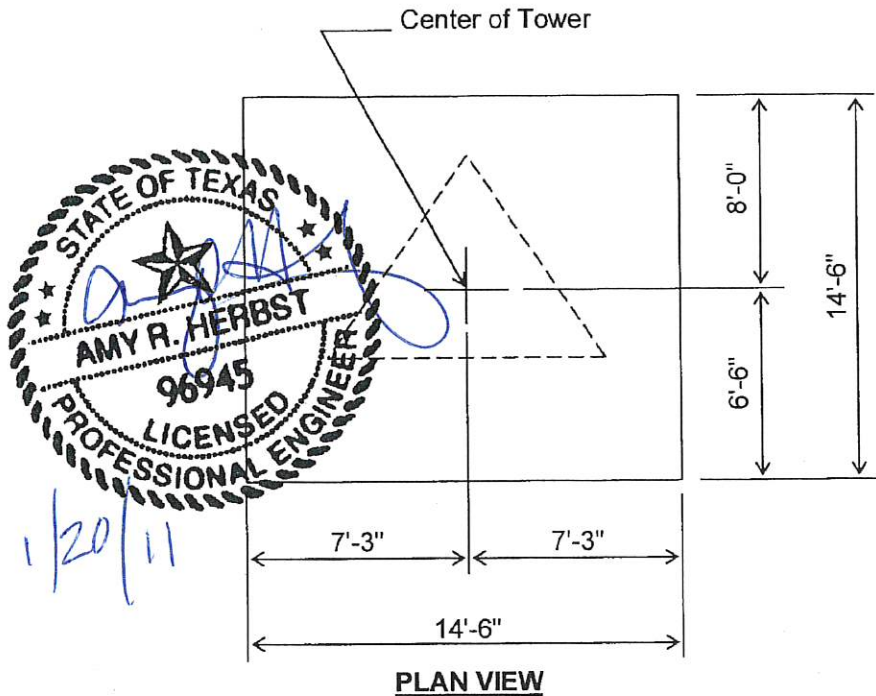 Center of Tower
STATE OF TEXAS
AMY R. HERBST
96945
LICENSED
PROFESSIONAL ENGINEER
8'-0"
14'-6"
6'-6"
1/20/11
7'-3"
7'-3"
14'-6"
PLAN VIEW